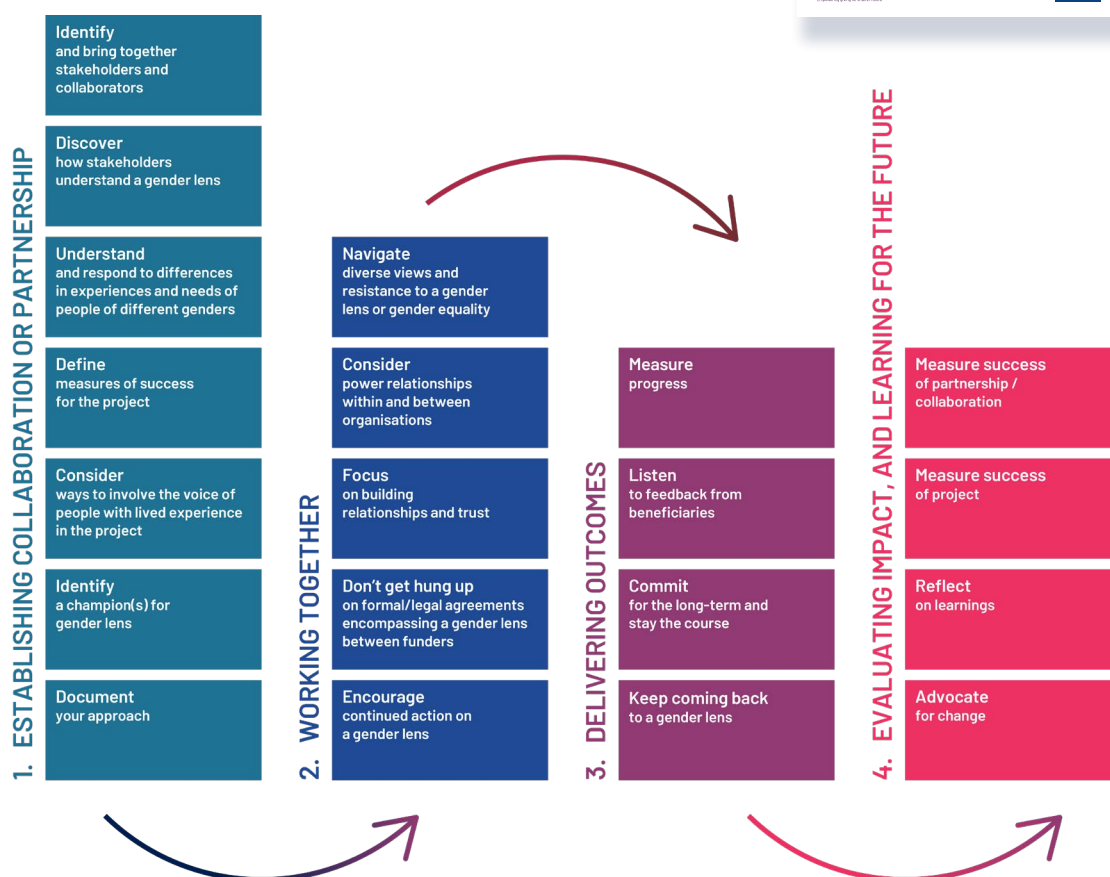 1. ESTABLISHING COLLABORATION OR PARTNERSHIP
Identify
and bring together
stakeholders and
collaborators
Discover
how stakeholders
understand a gender lens
Understand
and respond to differences
in experiences and needs of
people of different genders
Define
measures of success
for the project
Consider
ways to involve the voice of
people with lived experience
in the project
Identify
a champion(s) for
gender lens
Document
your approach
2. WORKING TOGETHER
Navigate
diverse views and
resistance to a gender
lens or gender equality
Consider
power relationships
within and between
organisations
Focus
on building
relationships and trust
Don't get hung up
on formal/legal agreements
encompassing a gender lens
between funders
Encourage
continued action on
a gender lens
3. DELIVERING OUTCOMES
Measure
progress
Listen
to feedback from
beneficiaries
Commit
for the long-term and
stay the course
Keep coming back
to a gender lens
4. EVALUATING IMPACT, AND LEARNING FOR THE FUTURE
Measure success
of partnership /
collaboration
Measure success
of project
Reflect
on learnings
Advocate
for change